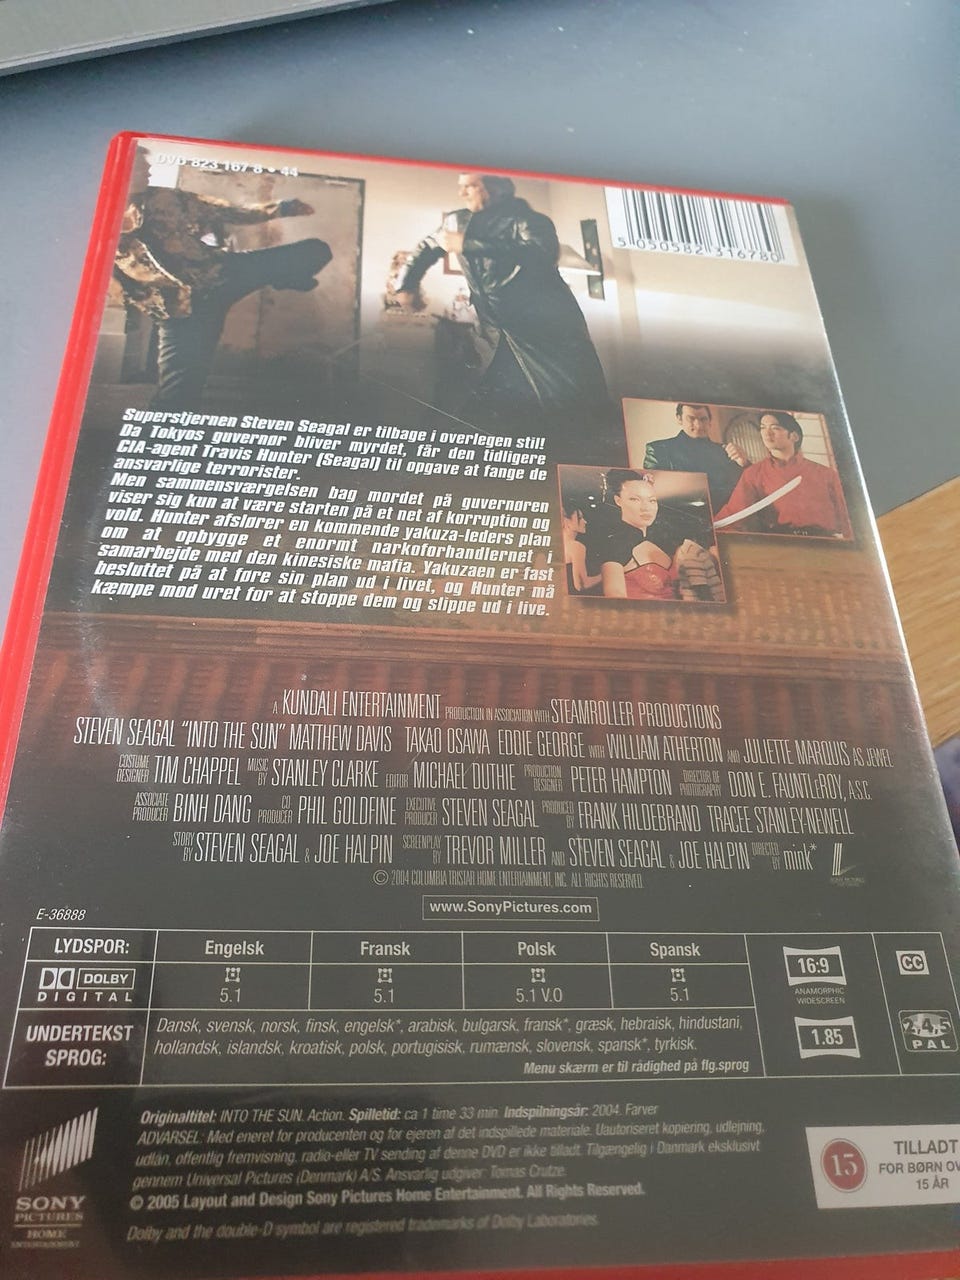 DVD 823 167 8 • 44
5 050582 316780
Superstjernen Steven Seagal er tilbage i overlegen stil!
Da Tokyos guvernør bliver myrdet, får den tidligere
CIA-agent Travis Hunter (Seagal) til opgave at fange de
ansvarlige terrorister.
Men sammensværgelsen bag mordet på guvernøren
viser sig kun at være starten på et net af korruption og
vold. Hunter afslører en kommende yakuza-leders plan
om at opbygge et enormt narkoforhandlernet i
samarbejde med den kinesiske mafia. Yakuzaen er fast
besluttet på at føre sin plan ud i livet, og Hunter må
kæmpe mod uret for at stoppe dem og slippe ud i live.
A KUNDALI ENTERTAINMENT PRODUCTION IN ASSOCIATION WITH STEAMROLLER PRODUCTIONS
STEVEN SEAGAL "INTO THE SUN" MATTHEW DAVIS TAKAO OSAWA EDDIE GEORGE WITH WILLIAM ATHERTON AND JULIETTE MARQUIS AS JEWEL
COSTUME DESIGNER TIM CHAPPEL MUSIC BY STANLEY CLARKE EDITOR MICHAEL DUTHIE PRODUCTION DESIGNER PETER HAMPTON DIRECTOR OF PHOTOGRAPHY DON E. FAUNTLEROY, A.S.C.
ASSOCIATE PRODUCER BINH DANG CO PRODUCER PHIL GOLDFINE EXECUTIVE PRODUCER STEVEN SEAGAL PRODUCED BY FRANK HILDEBRAND TRACEE STANLEY-NEWELL
STORY BY STEVEN SEAGAL & JOE HALPIN SCREENPLAY BY TREVOR MILLER AND STEVEN SEAGAL & JOE HALPIN DIRECTED BY mink*
© 2004 COLUMBIA TRISTAR HOME ENTERTAINMENT, INC. ALL RIGHTS RESERVED.
www.SonyPictures.com
E-36888
LYDSPOR: Engelsk Fransk Polsk Spansk
DOLBY DIGITAL 5.1 5.1 5.1 V.O 5.1
16:9
ANAMORPHIC
WIDESCREEN
CC
UNDERTEKST
SPROG:
Dansk, svensk, norsk, finsk, engelsk*, arabisk, bulgarsk, fransk*, græsk, hebraisk, hindustani,
hollandsk, islandsk, kroatisk, polsk, portugisisk, rumænsk, slovensk, spansk*, tyrkisk.
Menu skærm er til rådighed på flg.sprog
1.85
2,4,5
PAL
Originaltitel: INTO THE SUN. Action. Spilletid: ca 1 time 33 min. Indspilningsår: 2004. Farver
ADVARSEL: Med eneret for producenten og for ejeren af det indspillede materiale. Uautoriseret kopiering, udlejning,
udlån, offentlig fremvisning, radio-eller TV sending af denne DVD er ikke tilladt. Tilgængelig i Danmark eksklusivt
gennem Universal Pictures (Denmark) A/S. Ansvarlig udgiver: Tomas Crutze.
© 2005 Layout and Design Sony Pictures Home Entertainment. All Rights Reserved.
Dolby and the double-D symbol are registered trademarks of Dolby Laboratories.
SONY
PICTURES
HOME
ENTERTAINMENT
15
TILLADT
FOR BØRN OV
15 ÅR